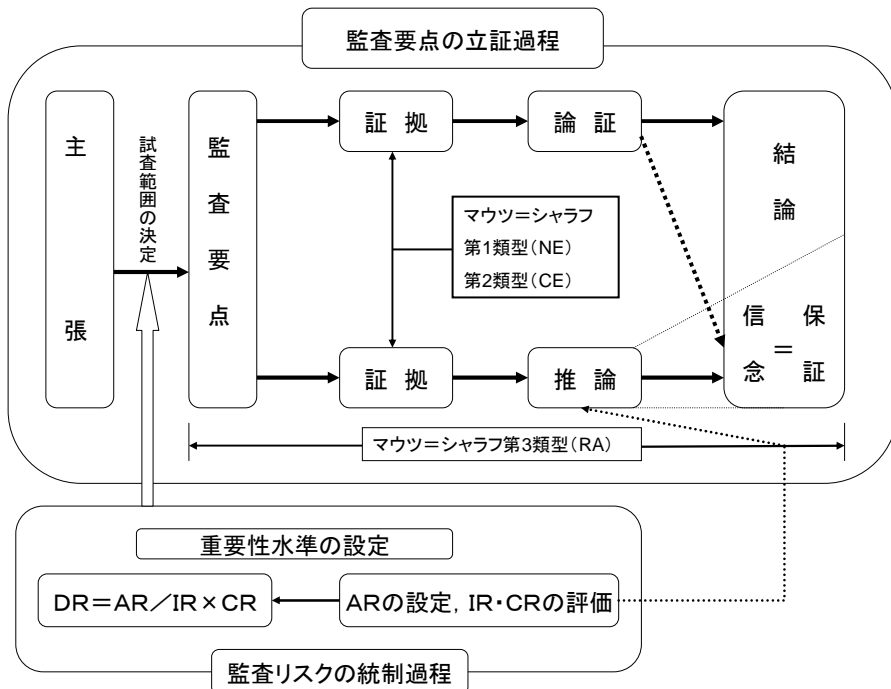 監査要点の立証過程
主張
試査範囲の決定
監査要点
証 拠
論 証
結論
マウツ=シャラフ
第1類型(NE)
第2類型(CE)
証 拠
推 論
信念=保証
マウツ=シャラフ第3類型(RA)
重要性水準の設定
DR=AR/IR×CR
ARの設定, IR・CRの評価
監査リスクの統制過程